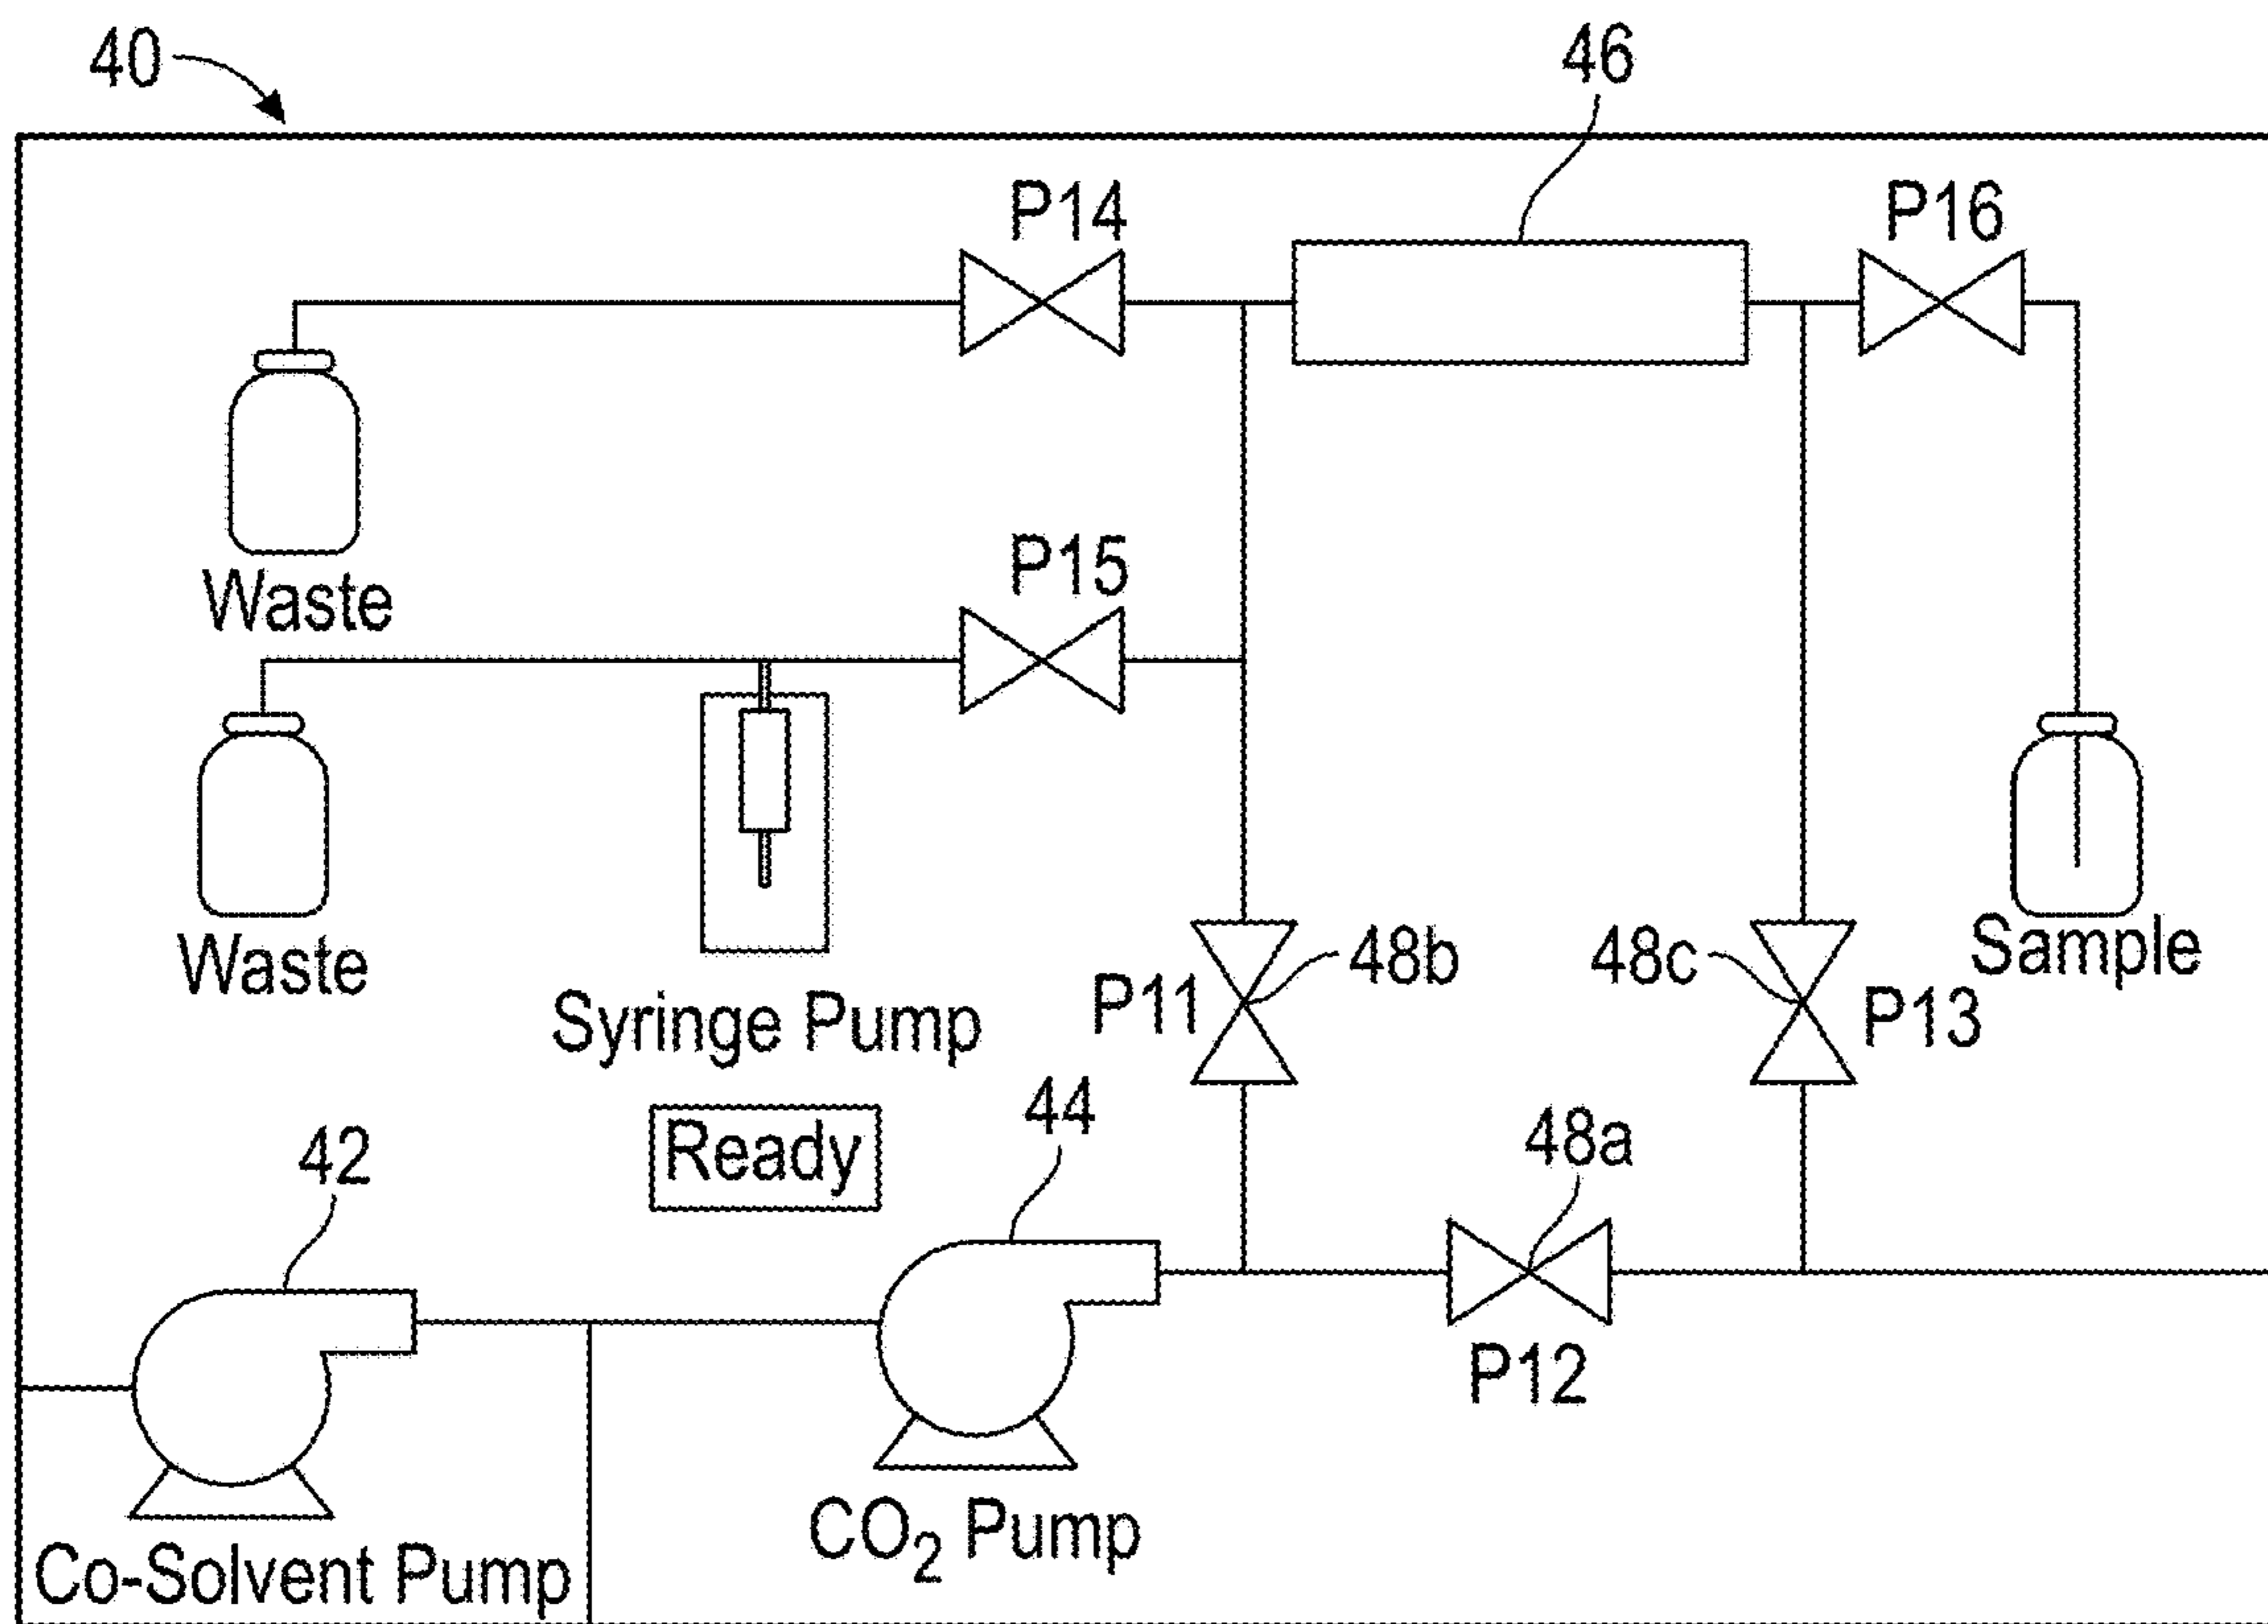 40
46
P14
P16
Waste
P15
Waste
Syringe Pump
P11
48b
48c
P13
Sample
Ready
44
42
48a
P12
CO₂ Pump
Co-Solvent Pump